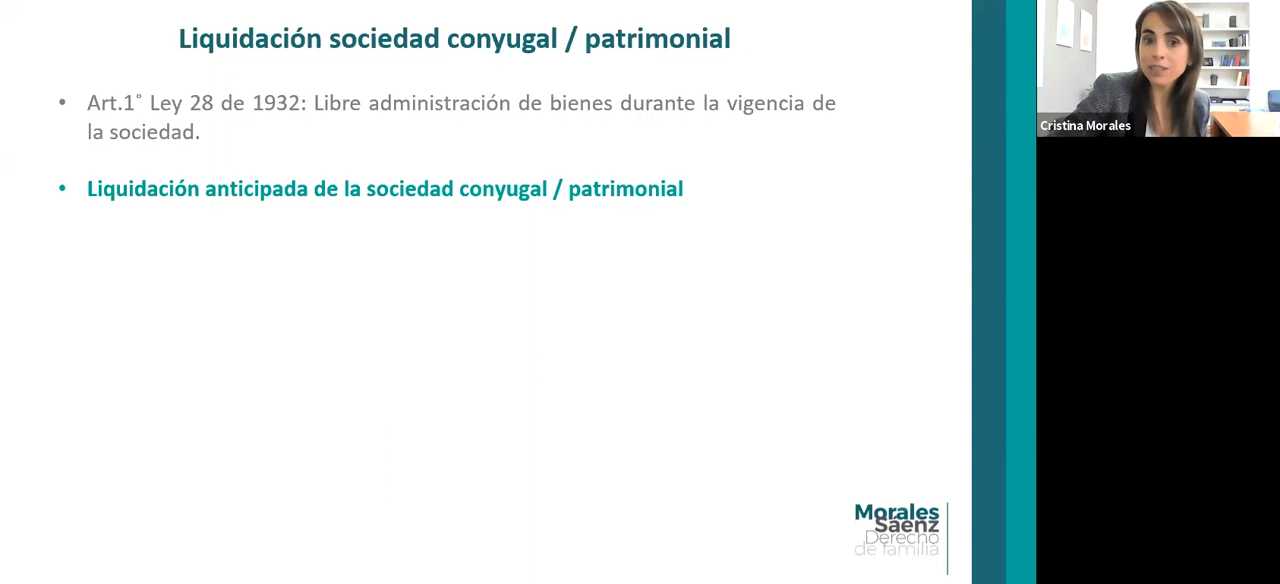 Liquidación sociedad conyugal / patrimonial
• Art.1° Ley 28 de 1932: Libre administración de bienes durante la vigencia de
la sociedad.
• Liquidación anticipada de la sociedad conyugal / patrimonial
Cristina Morales
Morales
Sáenz
Derecho
de familia